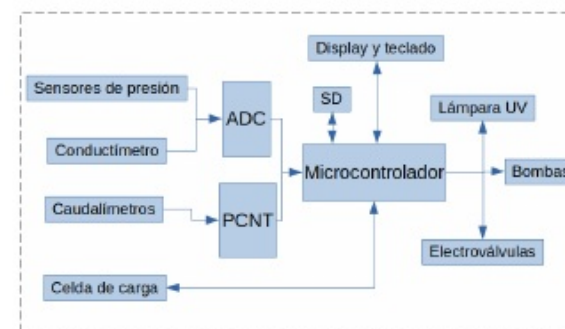 Display y teclado
Sensores de presión
SD
Lámpara UV
ADC
Conductímetro
Microcontrolador
Bombas
Caudalímetros
PCNT
Electroválvulas
Celda de carga